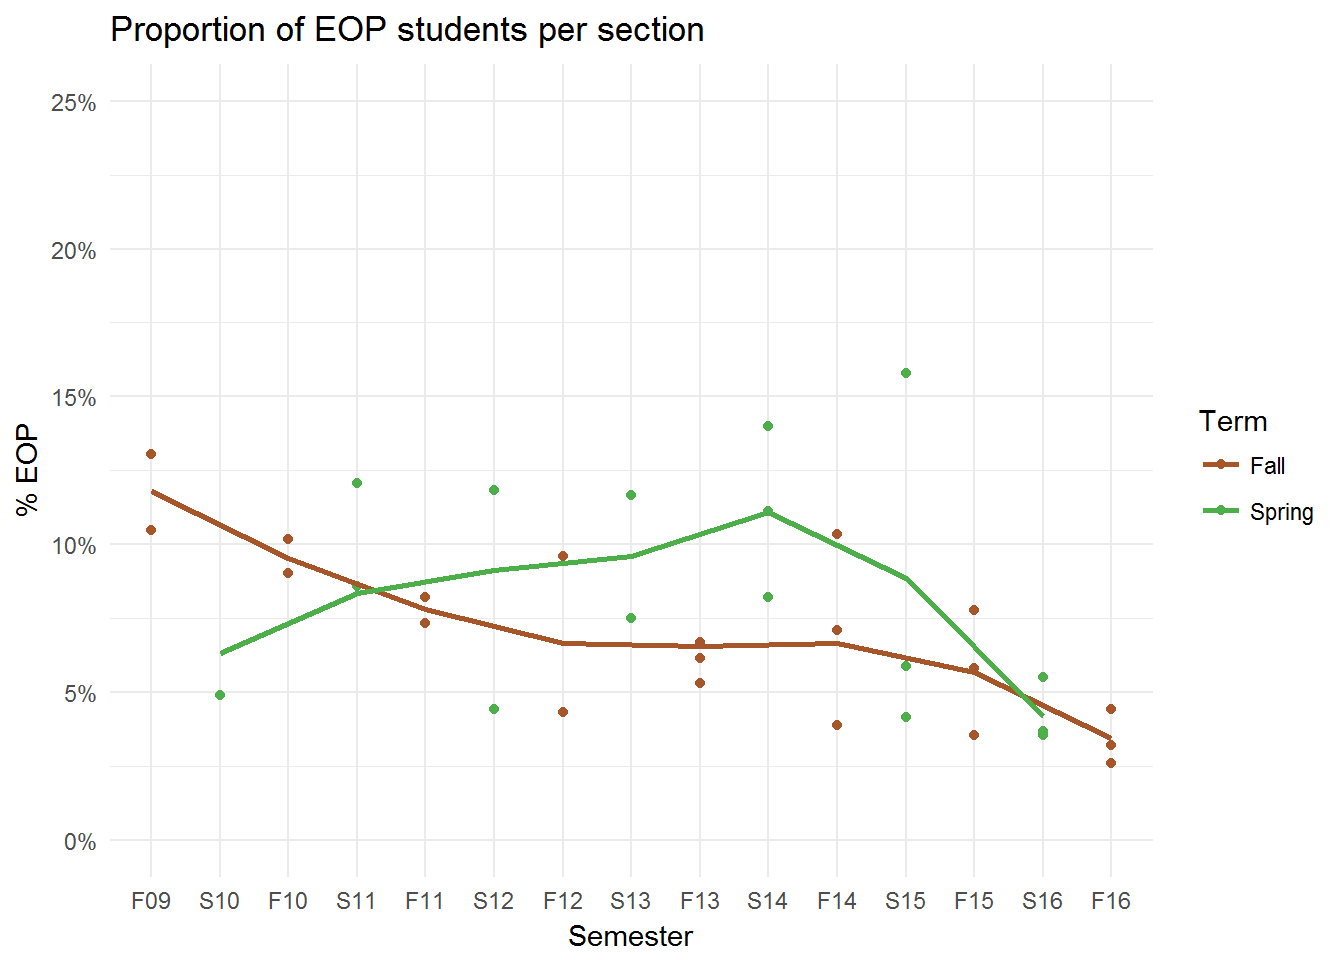 Proportion of EOP students per section
25%
20%
15%
10%
5%
0%
% EOP
F09 S10 F10 S11 F11 S12 F12 S13 F13 S14 F14 S15 F15 S16 F16
Semester
Term
Fall
Spring